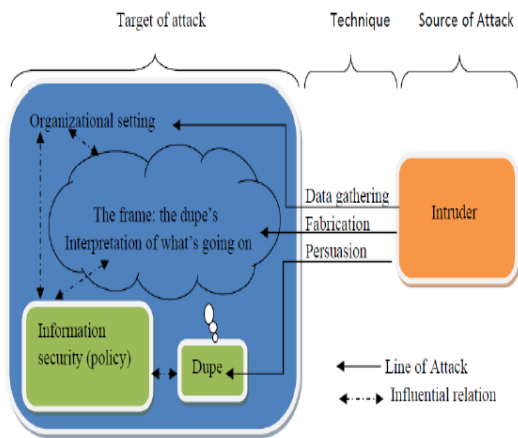 Target of attack
Technique
Source of Attack
Organizational setting
The frame: the dupe's
Interpretation of what's going on
Data gathering
Fabrication
Persuasion
Intruder
Information
security (policy)
Dupe
Line of Attack
Influential relation